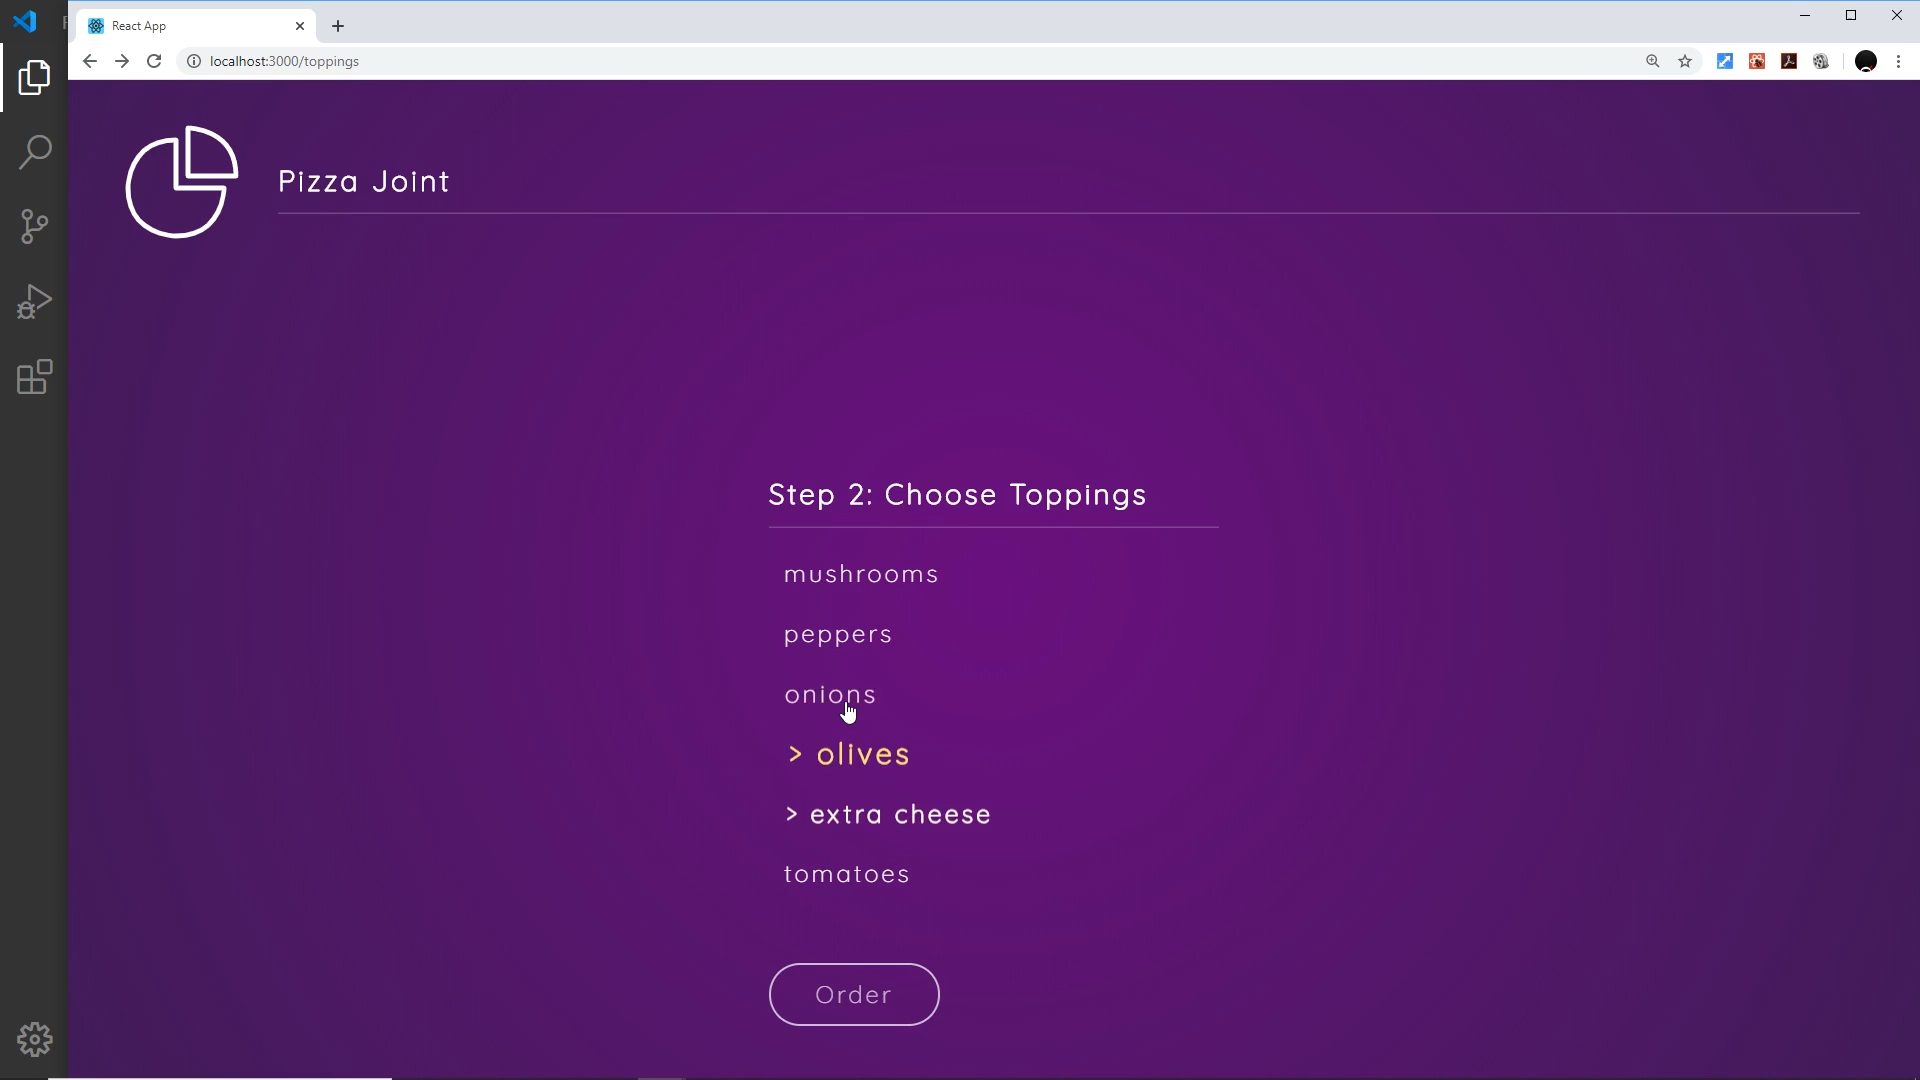 React App
localhost:3000/toppings
Pizza Joint
Step 2: Choose Toppings
mushrooms
peppers
onions
> olives
> extra cheese
tomatoes
Order